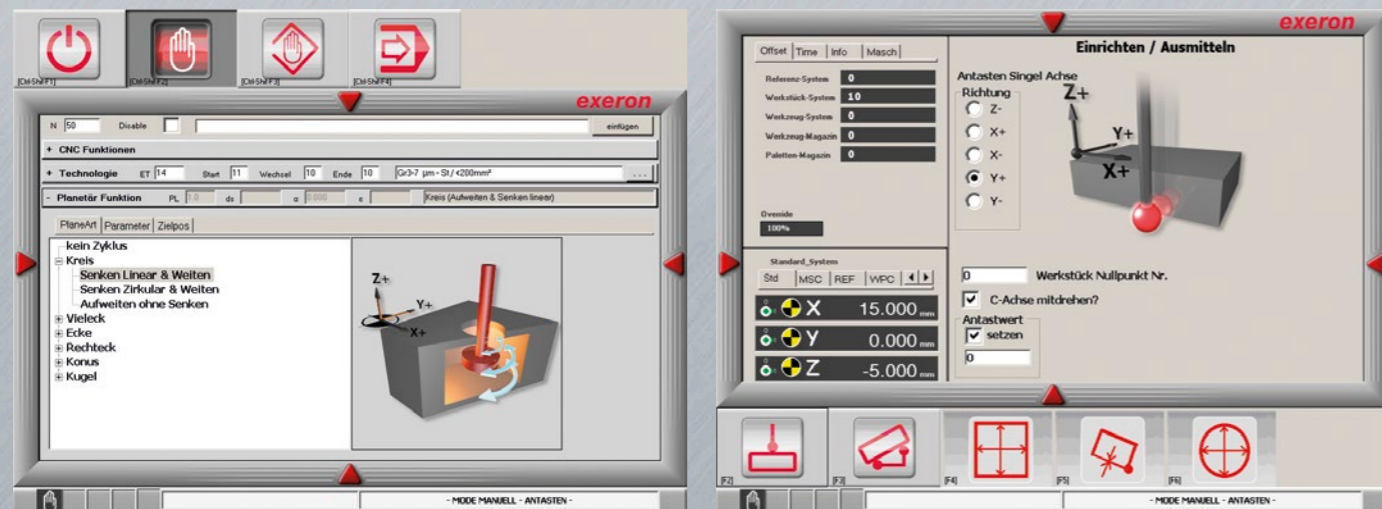 [Ctrl-Shf F1]
[Ctrl-Shf F2]
[Ctrl-Shf F3]
[Ctrl-Shf F4]
exeron
N 50 Disable einfügen
+ CNC Funktionen
+ Technologie ET 14 Start 11 Wechsel 10 Ende 10 Gr3-7 µm - St / <200mm² ...
- Planetär Funktion PL 1.0 ds α 0.000 ε Kreis (Aufweiten & Senken linear)
PlaneArt Parameter Zielpos
kein Zyklus
Kreis
Senken Linear & Weiten
Senken Zirkular & Weiten
Aufweiten ohne Senken
Vieleck
Ecke
Rechteck
Konus
Kugel
Z+
Y+
X+
- MODE MANUELL - ANTASTEN -
exeron
Offset Time Info Masch
Referenz-System 0
Werkstück-System 10
Werkzeug-System 0
Werkzeug-Magazin 0
Paletten-Magazin 0
Overide
100%
Standard_System
Std MSC REF WPC
X 15.000 mm
Y 0.000 mm
Z -5.000 mm
Einrichten / Ausmitteln
Antasten Singel Achse
Richtung
Z-
X+
X-
Y+
Y-
Z+
Y+
X+
0 Werkstück Nullpunkt Nr.
C-Achse mitdrehen?
Antastwert
setzen
0
[F2]
[F3]
[F4]
[F5]
[F6]
- MODE MANUELL - ANTASTEN -